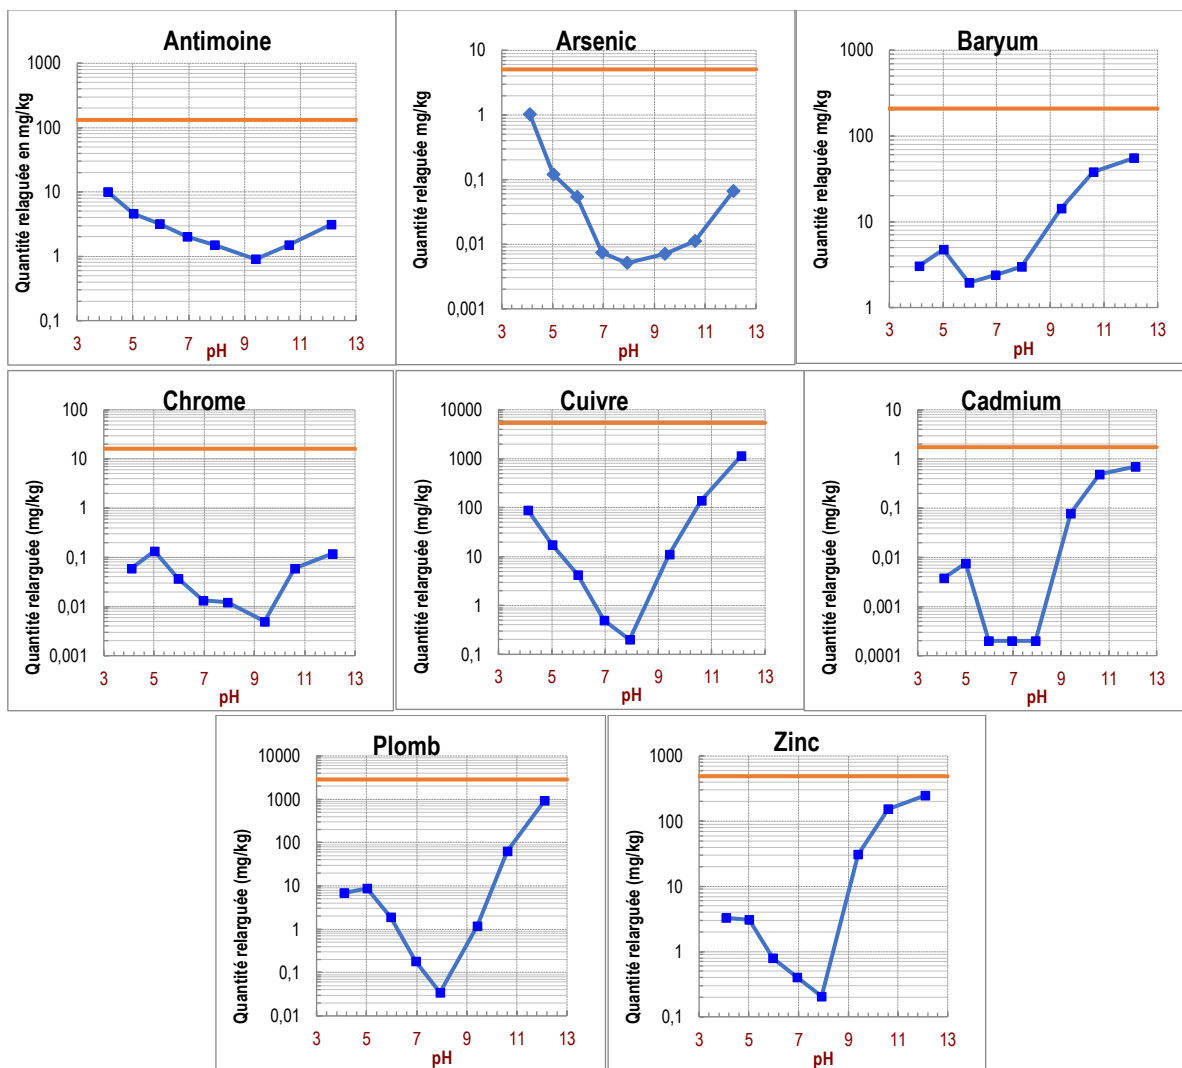 Antimoine
Quantité relaguée en mg/kg
1000
100
10
1
0,1
3 5 7 9 11 13
pH
Arsenic
Quantité relaguée mg/kg
10
1
0,1
0,01
0,001
3 5 7 9 11 13
pH
Baryum
Quantité relaguée mg/kg
1000
100
10
1
3 5 7 9 11 13
pH
Chrome
Quantité relarguée (mg/kg)
100
10
1
0,1
0,01
0,001
3 5 7 9 11 13
pH
Cuivre
Quantité relarguée (mg/kg)
10000
1000
100
10
1
0,1
3 5 7 9 11 13
pH
Cadmium
Quantité relarguée (mg/kg)
10
1
0,1
0,01
0,001
0,0001
3 5 7 9 11 13
pH
Plomb
Quantité relarguée (mg/kg)
10000
1000
100
10
1
0,1
0,01
3 5 7 9 11 13
pH
Zinc
Quantité relarguée (mg/kg)
1000
100
10
1
0,1
3 5 7 9 11 13
pH